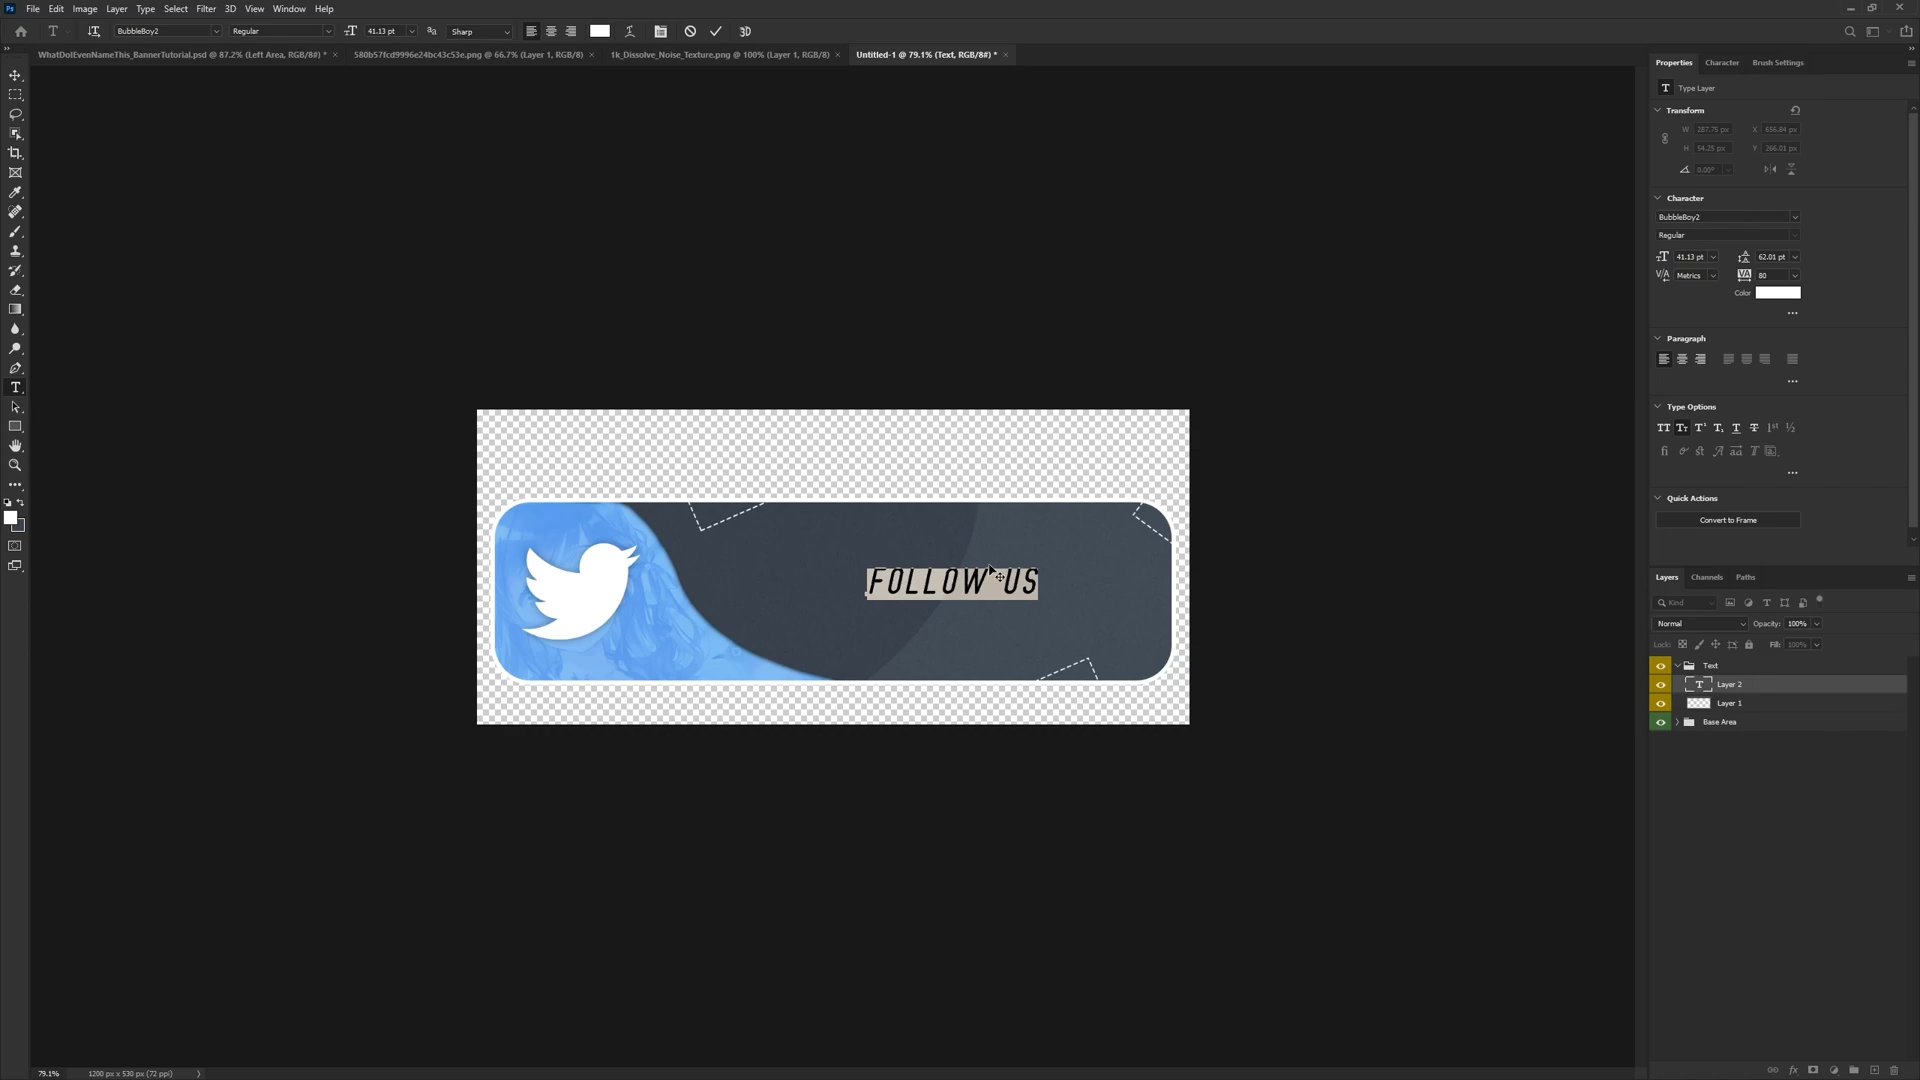 Ps File Edit Image Layer Type Select Filter 3D View Window Help
T BubbleBoy2 Regular 41.13 pt aa Sharp 3D
WhatDoIEvenNameThis_BannerTutorial.psd @ 87.2% (Left Area, RGB/8#) * ×
580b57fcd9996e24bc43c53e.png @ 66.7% (Layer 1, RGB/8) ×
1k_Dissolve_Noise_Texture.png @ 100% (Layer 1, RGB/8) ×
Untitled-1 @ 79.1% (Text, RGB/8#) * ×
FOLLOW US
79.1% 1200 px x 530 px (72 ppi)
Properties Character Brush Settings
T Type Layer
Transform
W 287.75 px X 656.84 px
H 54.25 px Y 266.01 px
0.00°
Character
BubbleBoy2
Regular
41.13 pt 62.01 pt
Metrics 80
Color
Paragraph
Type Options
Quick Actions
Convert to Frame
Layers Channels Paths
Kind
Normal Opacity: 100%
Lock: Fill: 100%
Text
Layer 2
Layer 1
Base Area